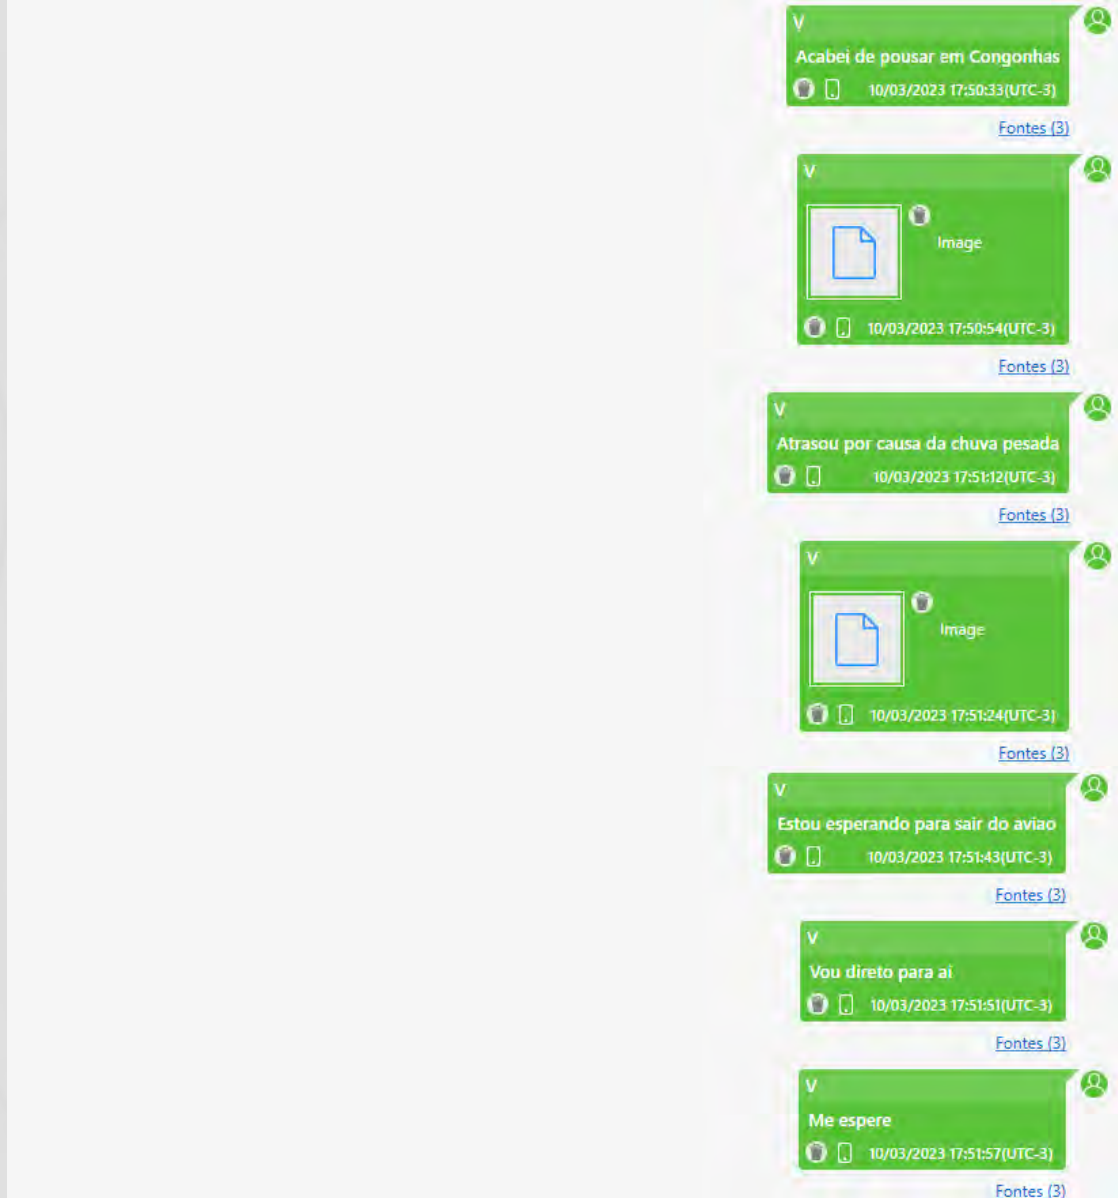 V
Acabei de pousar em Congonhas
10/03/2023 17:50:33(UTC-3)
Fontes (3)
V
Image
10/03/2023 17:50:54(UTC-3)
Fontes (3)
V
Atrasou por causa da chuva pesada
10/03/2023 17:51:12(UTC-3)
Fontes (3)
V
Image
10/03/2023 17:51:24(UTC-3)
Fontes (3)
V
Estou esperando para sair do aviao
10/03/2023 17:51:43(UTC-3)
Fontes (3)
V
Vou direto para ai
10/03/2023 17:51:51(UTC-3)
Fontes (3)
V
Me espere
10/03/2023 17:51:57(UTC-3)
Fontes (3)